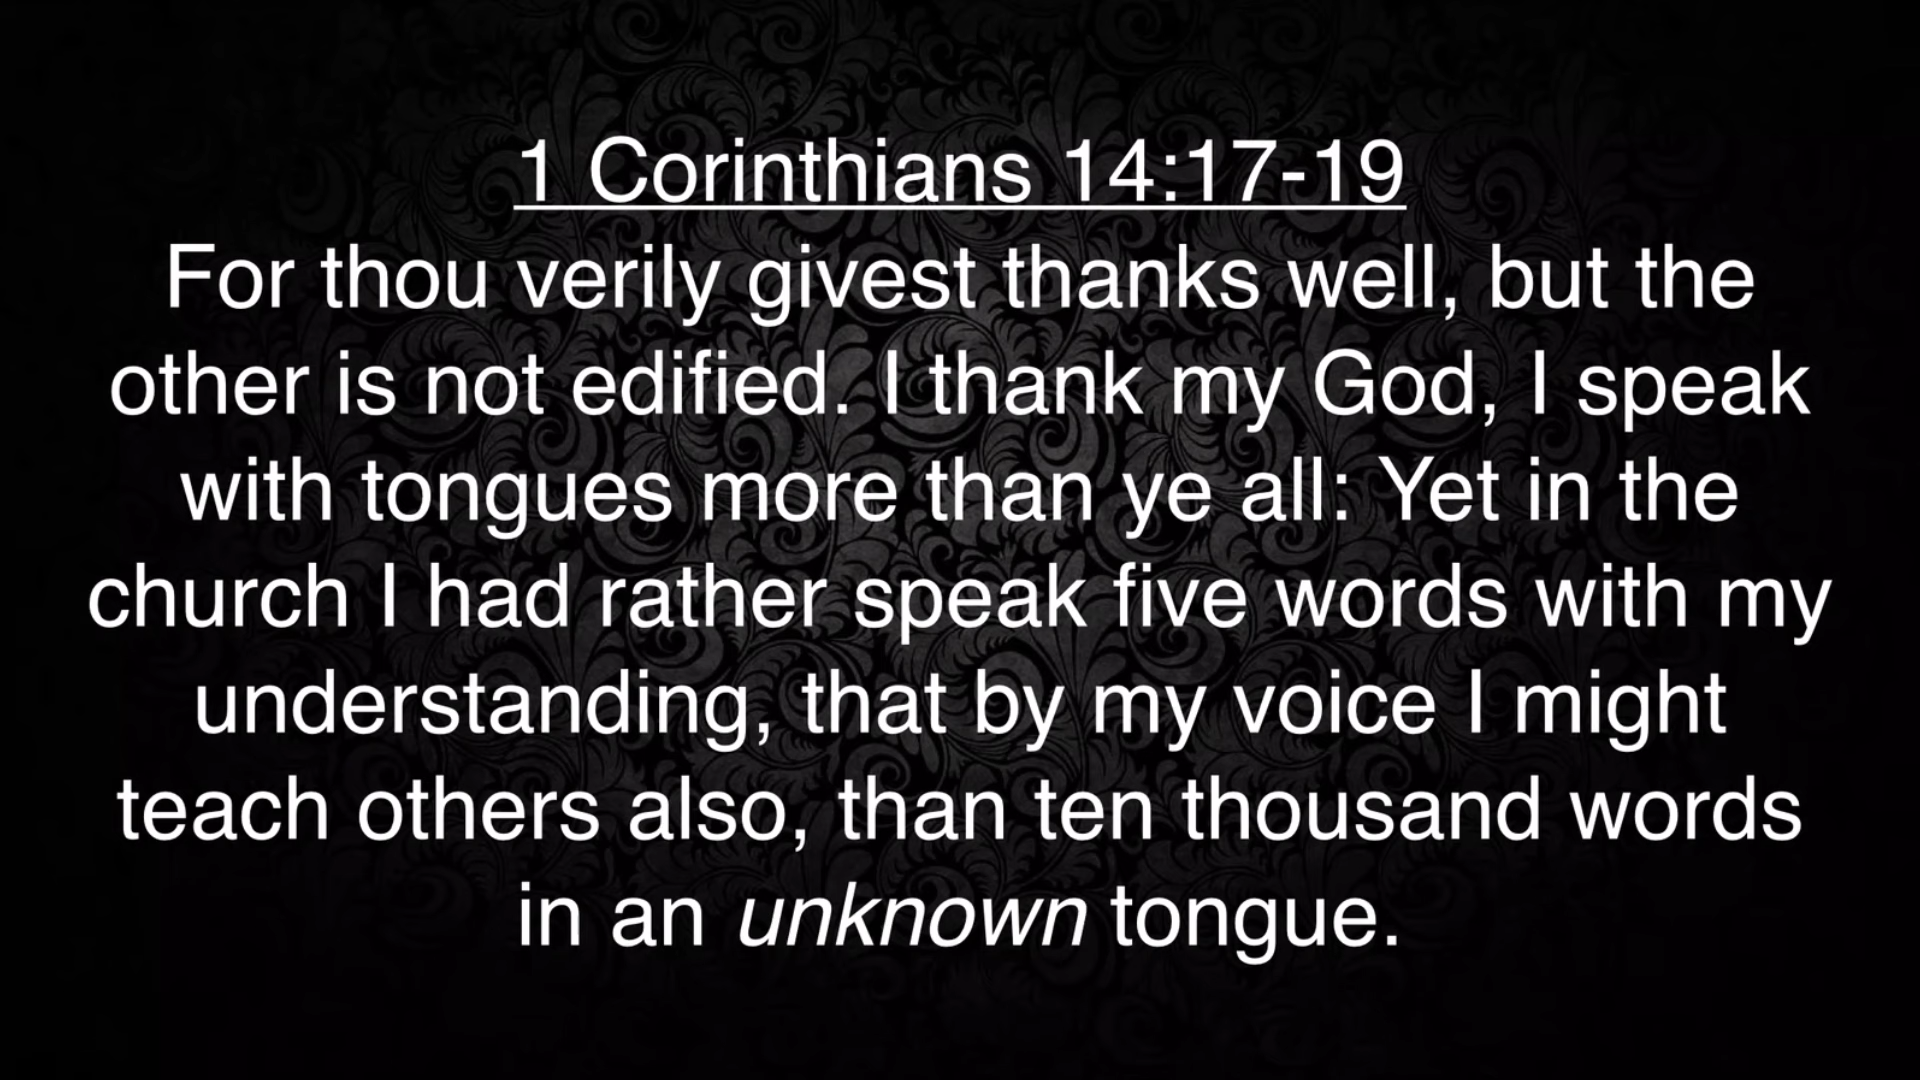 1 Corinthians 14:17-19
For thou verily givest thanks well, but the
other is not edified. I thank my God, I speak
with tongues more than ye all: Yet in the
church I had rather speak five words with my
understanding, that by my voice I might
teach others also, than ten thousand words
in an unknown tongue.